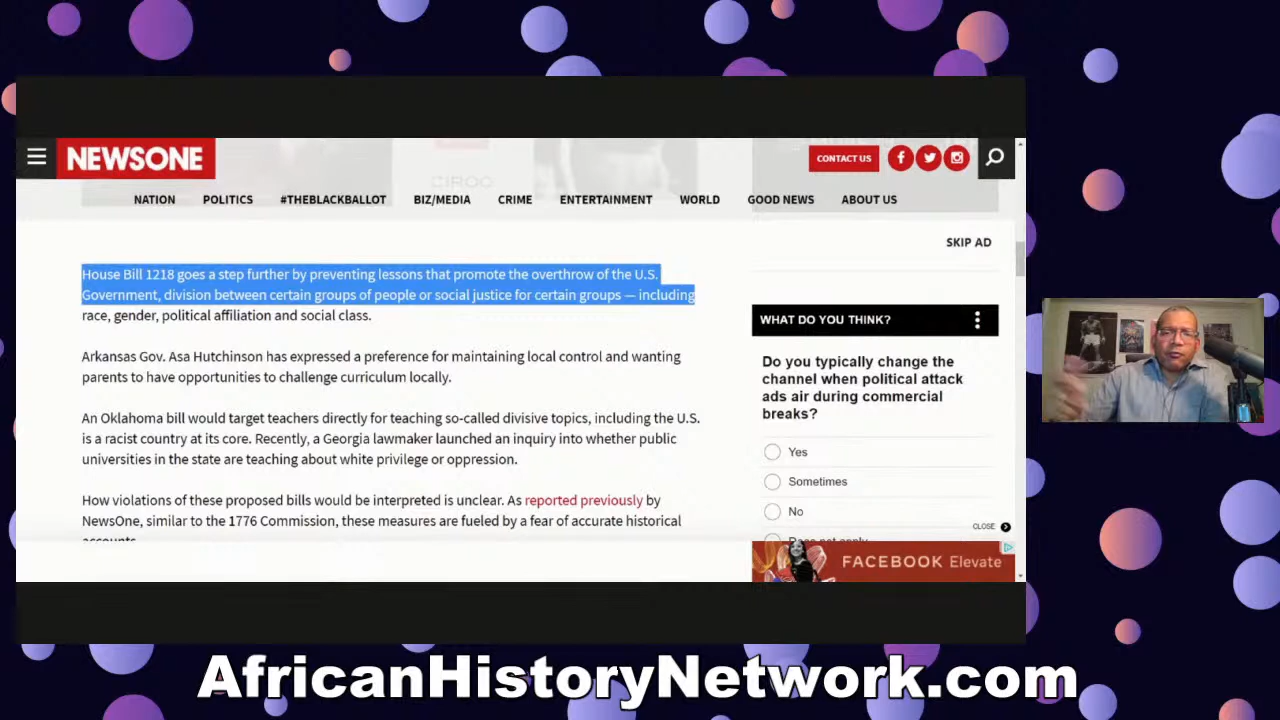 NEWSONE
CONTACT US
CIROC
NATION POLITICS #THEBLACKBALLOT BIZ/MEDIA CRIME ENTERTAINMENT WORLD GOOD NEWS ABOUT US
SKIP AD
House Bill 1218 goes a step further by preventing lessons that promote the overthrow of the U.S.
Government, division between certain groups of people or social justice for certain groups — including
race, gender, political affiliation and social class.
Arkansas Gov. Asa Hutchinson has expressed a preference for maintaining local control and wanting
parents to have opportunities to challenge curriculum locally.
An Oklahoma bill would target teachers directly for teaching so-called divisive topics, including the U.S.
is a racist country at its core. Recently, a Georgia lawmaker launched an inquiry into whether public
universities in the state are teaching about white privilege or oppression.
How violations of these proposed bills would be interpreted is unclear. As reported previously by
NewsOne, similar to the 1776 Commission, these measures are fueled by a fear of accurate historical
accounts.
WHAT DO YOU THINK?
Do you typically change the
channel when political attack
ads air during commercial
breaks?
Yes
Sometimes
No
Does not apply
CLOSE
FACEBOOK Elevate
AfricanHistoryNetwork.com